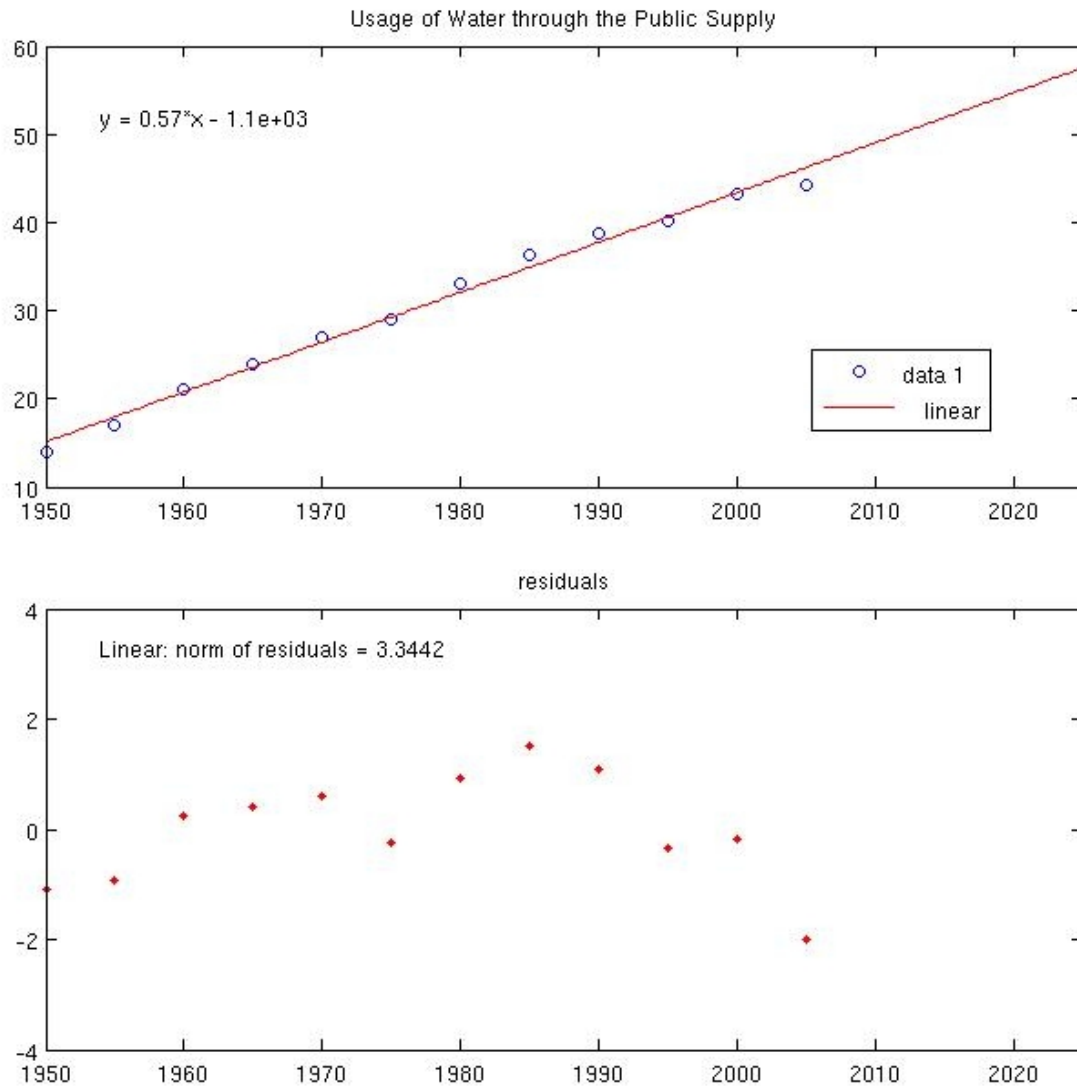 Usage of Water through the Public Supply
60
y = 0.57*x - 1.1e+03
50
40
30
data 1
linear
20
10
1950 1960 1970 1980 1990 2000 2010 2020
residuals
4
Linear: norm of residuals = 3.3442
2
0
-2
-4
1950 1960 1970 1980 1990 2000 2010 2020